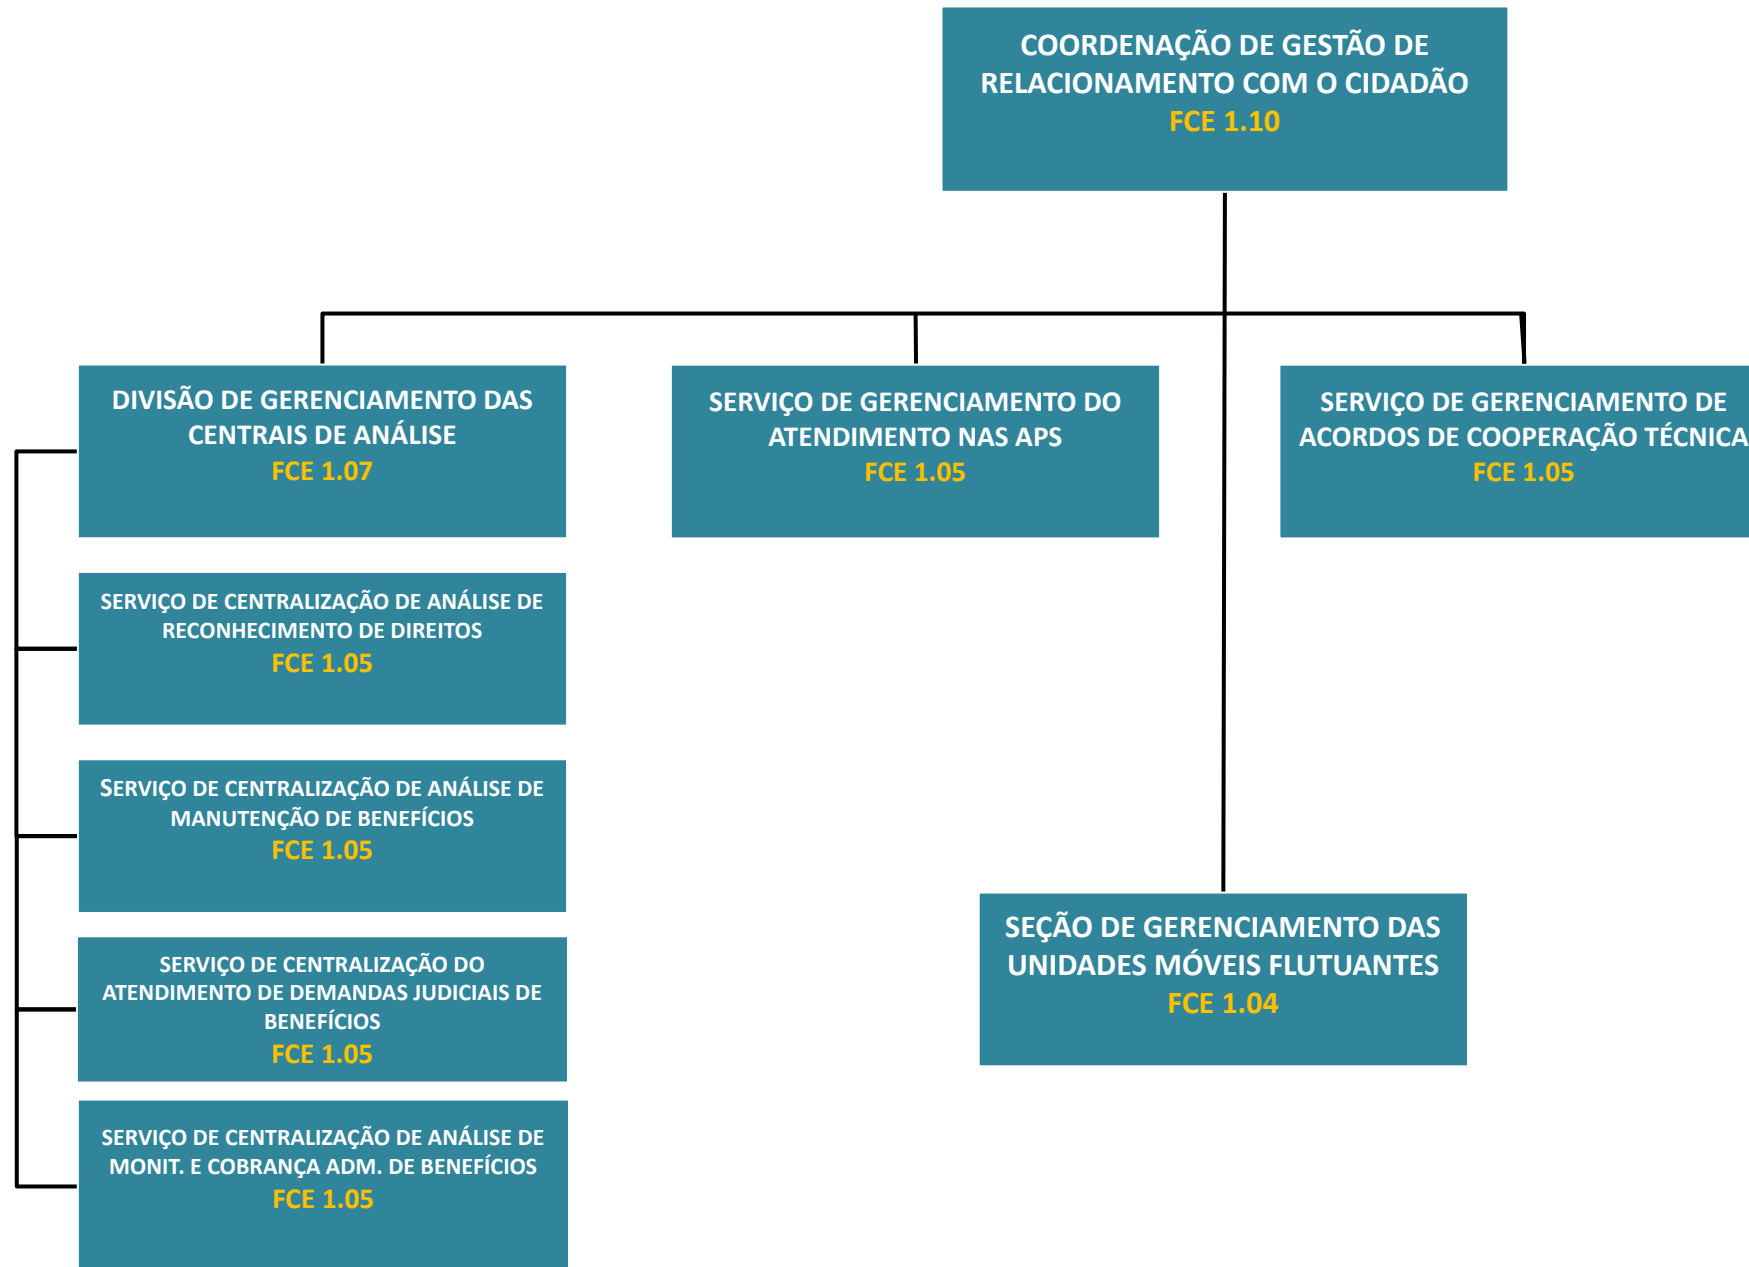 COORDENAÇÃO DE GESTÃO DE
RELACIONAMENTO COM O CIDADÃO
FCE 1.10
DIVISÃO DE GERENCIAMENTO DAS
CENTRAIS DE ANÁLISE
FCE 1.07
SERVIÇO DE GERENCIAMENTO DO
ATENDIMENTO NAS APS
FCE 1.05
SERVIÇO DE GERENCIAMENTO DE
ACORDOS DE COOPERAÇÃO TÉCNICA
FCE 1.05
SERVIÇO DE CENTRALIZAÇÃO DE ANÁLISE DE
RECONHECIMENTO DE DIREITOS
FCE 1.05
SERVIÇO DE CENTRALIZAÇÃO DE ANÁLISE DE
MANUTENÇÃO DE BENEFÍCIOS
FCE 1.05
SERVIÇO DE CENTRALIZAÇÃO DO
ATENDIMENTO DE DEMANDAS JUDICIAIS DE
BENEFÍCIOS
FCE 1.05
SERVIÇO DE CENTRALIZAÇÃO DE ANÁLISE DE
MONIT. E COBRANÇA ADM. DE BENEFÍCIOS
FCE 1.05
SEÇÃO DE GERENCIAMENTO DAS
UNIDADES MÓVEIS FLUTUANTES
FCE 1.04